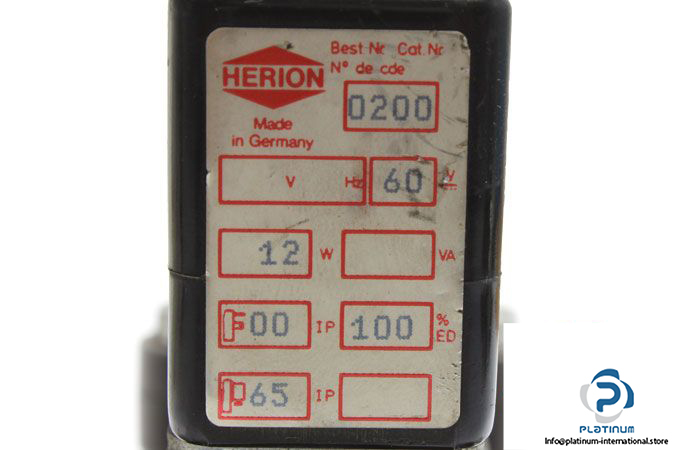 HERION
Best Nr. Cat. Nr
N° de cde
0200
Made
in Germany
V Hz 60 V
12 W VA
00 IP 100 % ED
65 IP
PLATINUM
info@platinum-international.store